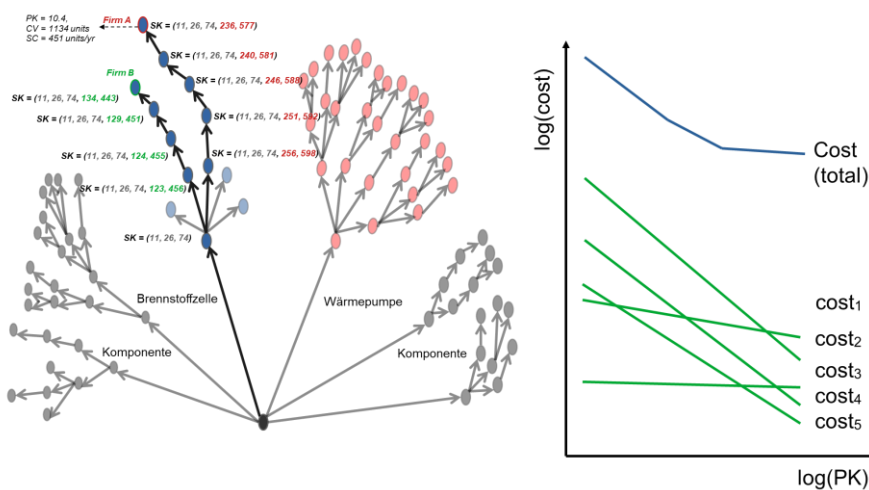 PK = 10.4,
CV = 1134 units
SC = 451 units/yr
Firm A
SK = (11, 26, 74, 236, 577)
SK = (11, 26, 74, 240, 581)
Firm B
SK = (11, 26, 74, 246, 588)
SK = (11, 26, 74, 134, 443)
SK = (11, 26, 74, 129, 451)
SK = (11, 26, 74, 251, 592)
SK = (11, 26, 74, 124, 455)
SK = (11, 26, 74, 256, 598)
SK = (11, 26, 74, 123, 456)
SK = (11, 26, 74)
Brennstoffzelle
Wärmepumpe
Komponente
Komponente
log(cost)
Cost
(total)
cost₁
cost₂
cost₃
cost₄
cost₅
log(PK)